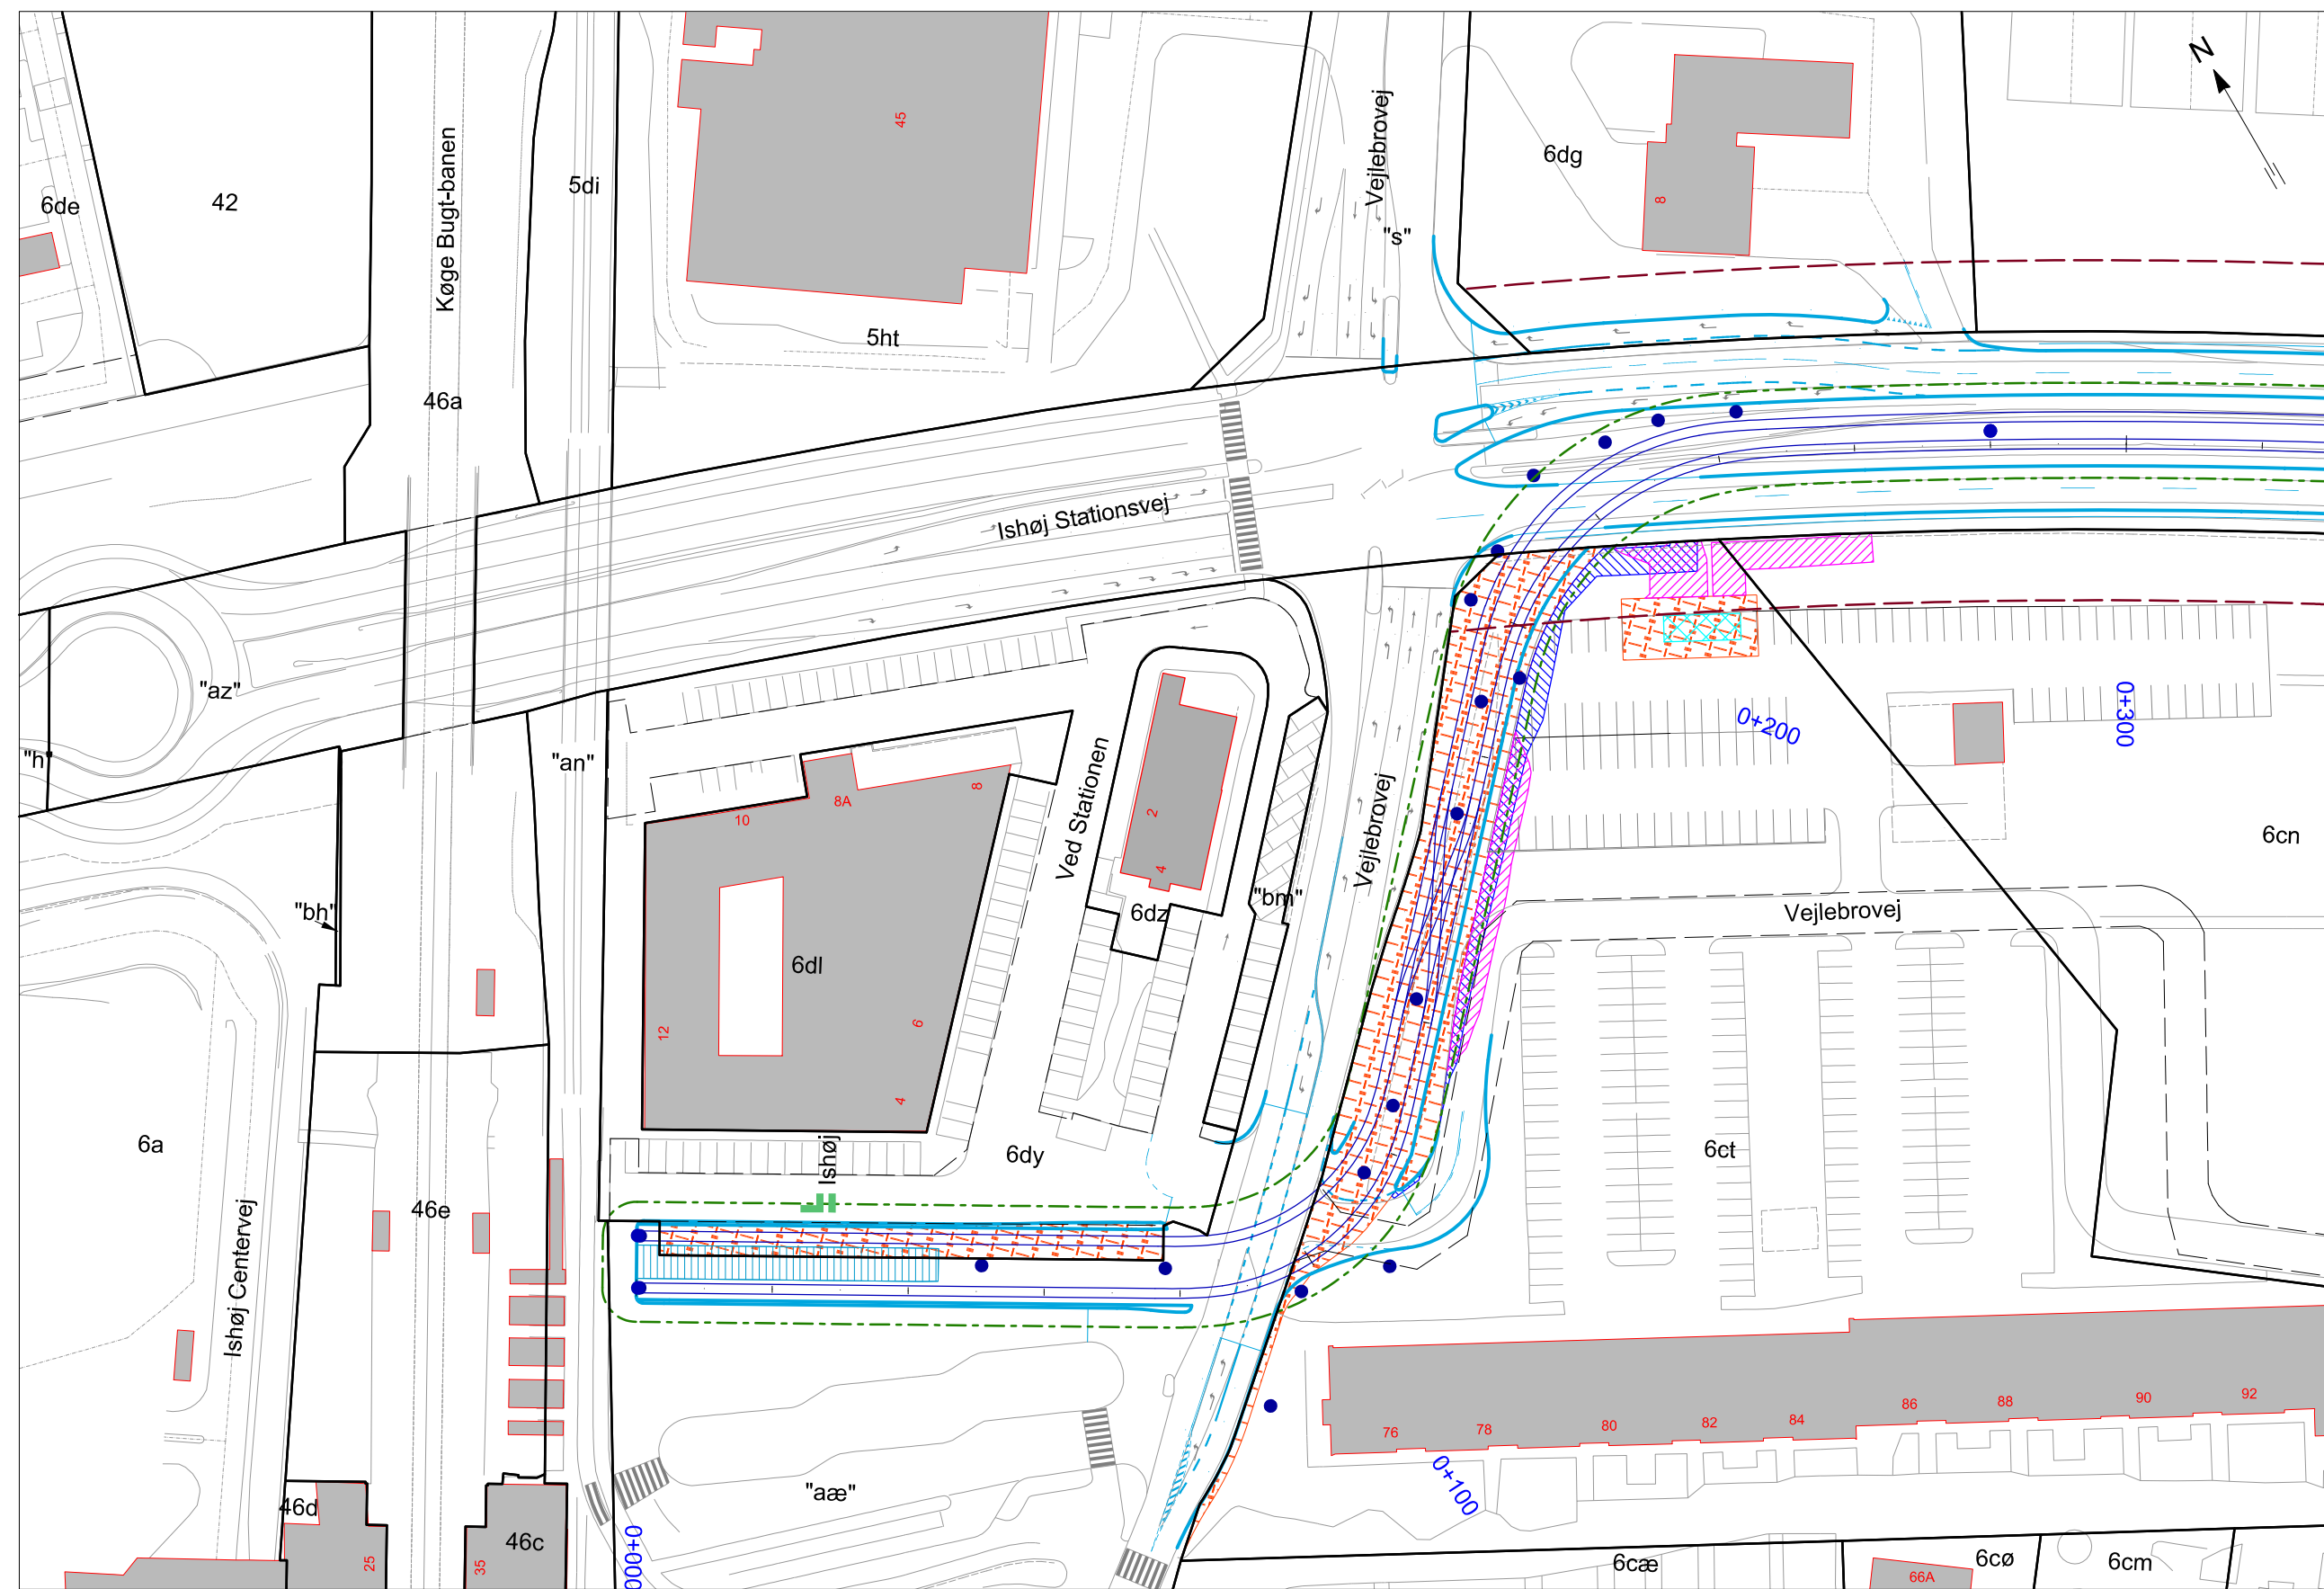 N
45
Køge Bugt-banen
Vejlebrovej
6dg
8
5di
42
6de
"s"
5ht
46a
Ishøj Stationsvej
"az"
"h"
"an"
0+200
0+300
8A
8
10
2
4
Ved Stationen
Vejlebrovej
6cn
"bh"
"bm"
6dz
Vejlebrovej
6dl
12
6
4
6a
Ishøj
6dy
6ct
46e
Ishøj Centervej
76
78
80
82
84
86
88
90
92
0+100
"aæ"
46d
46c
25
35
0+000
6cæ
66A
6cø
6cm